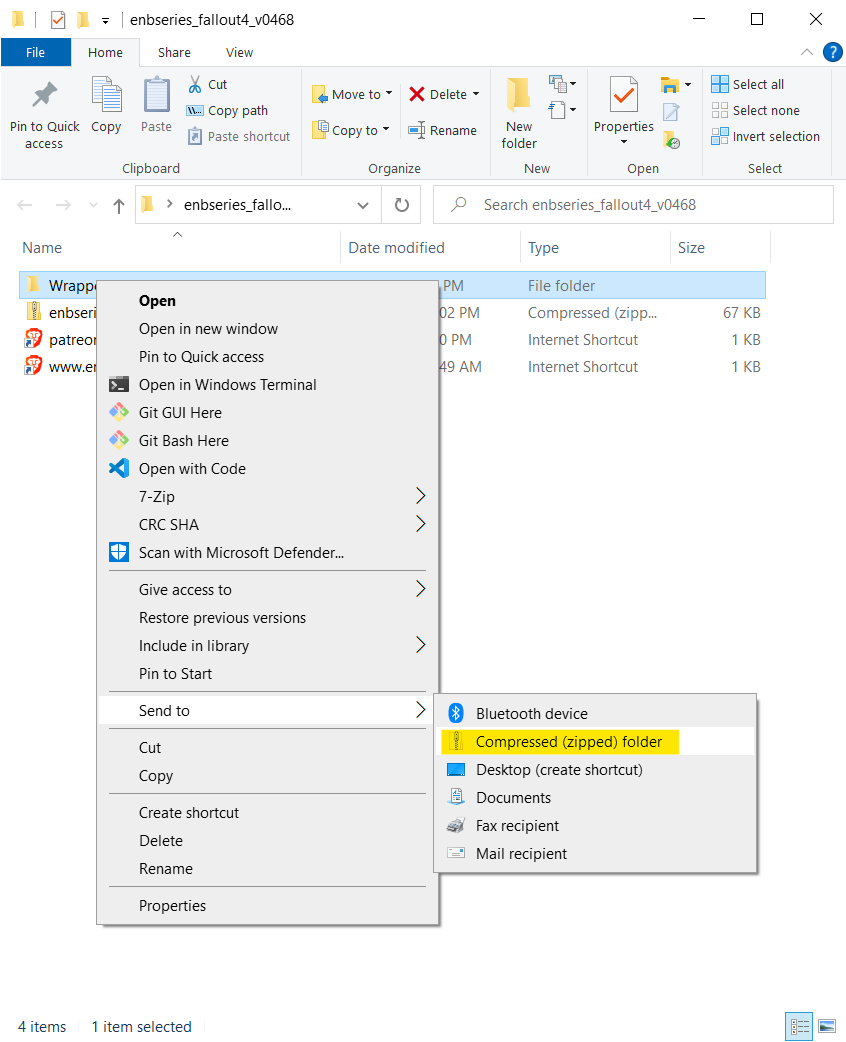 enbseries_fallout4_v0468
File Home Share View
Pin to Quick access
Copy
Paste
Cut
Copy path
Paste shortcut
Clipboard
Move to
Copy to
Delete
Rename
Organize
New folder
New
Properties
Open
Select all
Select none
Invert selection
Select
enbseries_fallo...
Search enbseries_fallout4_v0468
Name Date modified Type Size
PM File folder
02 PM Compressed (zipp... 67 KB
0 PM Internet Shortcut 1 KB
49 AM Internet Shortcut 1 KB
Open
Open in new window
Pin to Quick access
Open in Windows Terminal
Git GUI Here
Git Bash Here
Open with Code
7-Zip
CRC SHA
Scan with Microsoft Defender...
Give access to
Restore previous versions
Include in library
Pin to Start
Send to
Cut
Copy
Create shortcut
Delete
Rename
Properties
Bluetooth device
Compressed (zipped) folder
Desktop (create shortcut)
Documents
Fax recipient
Mail recipient
4 items 1 item selected